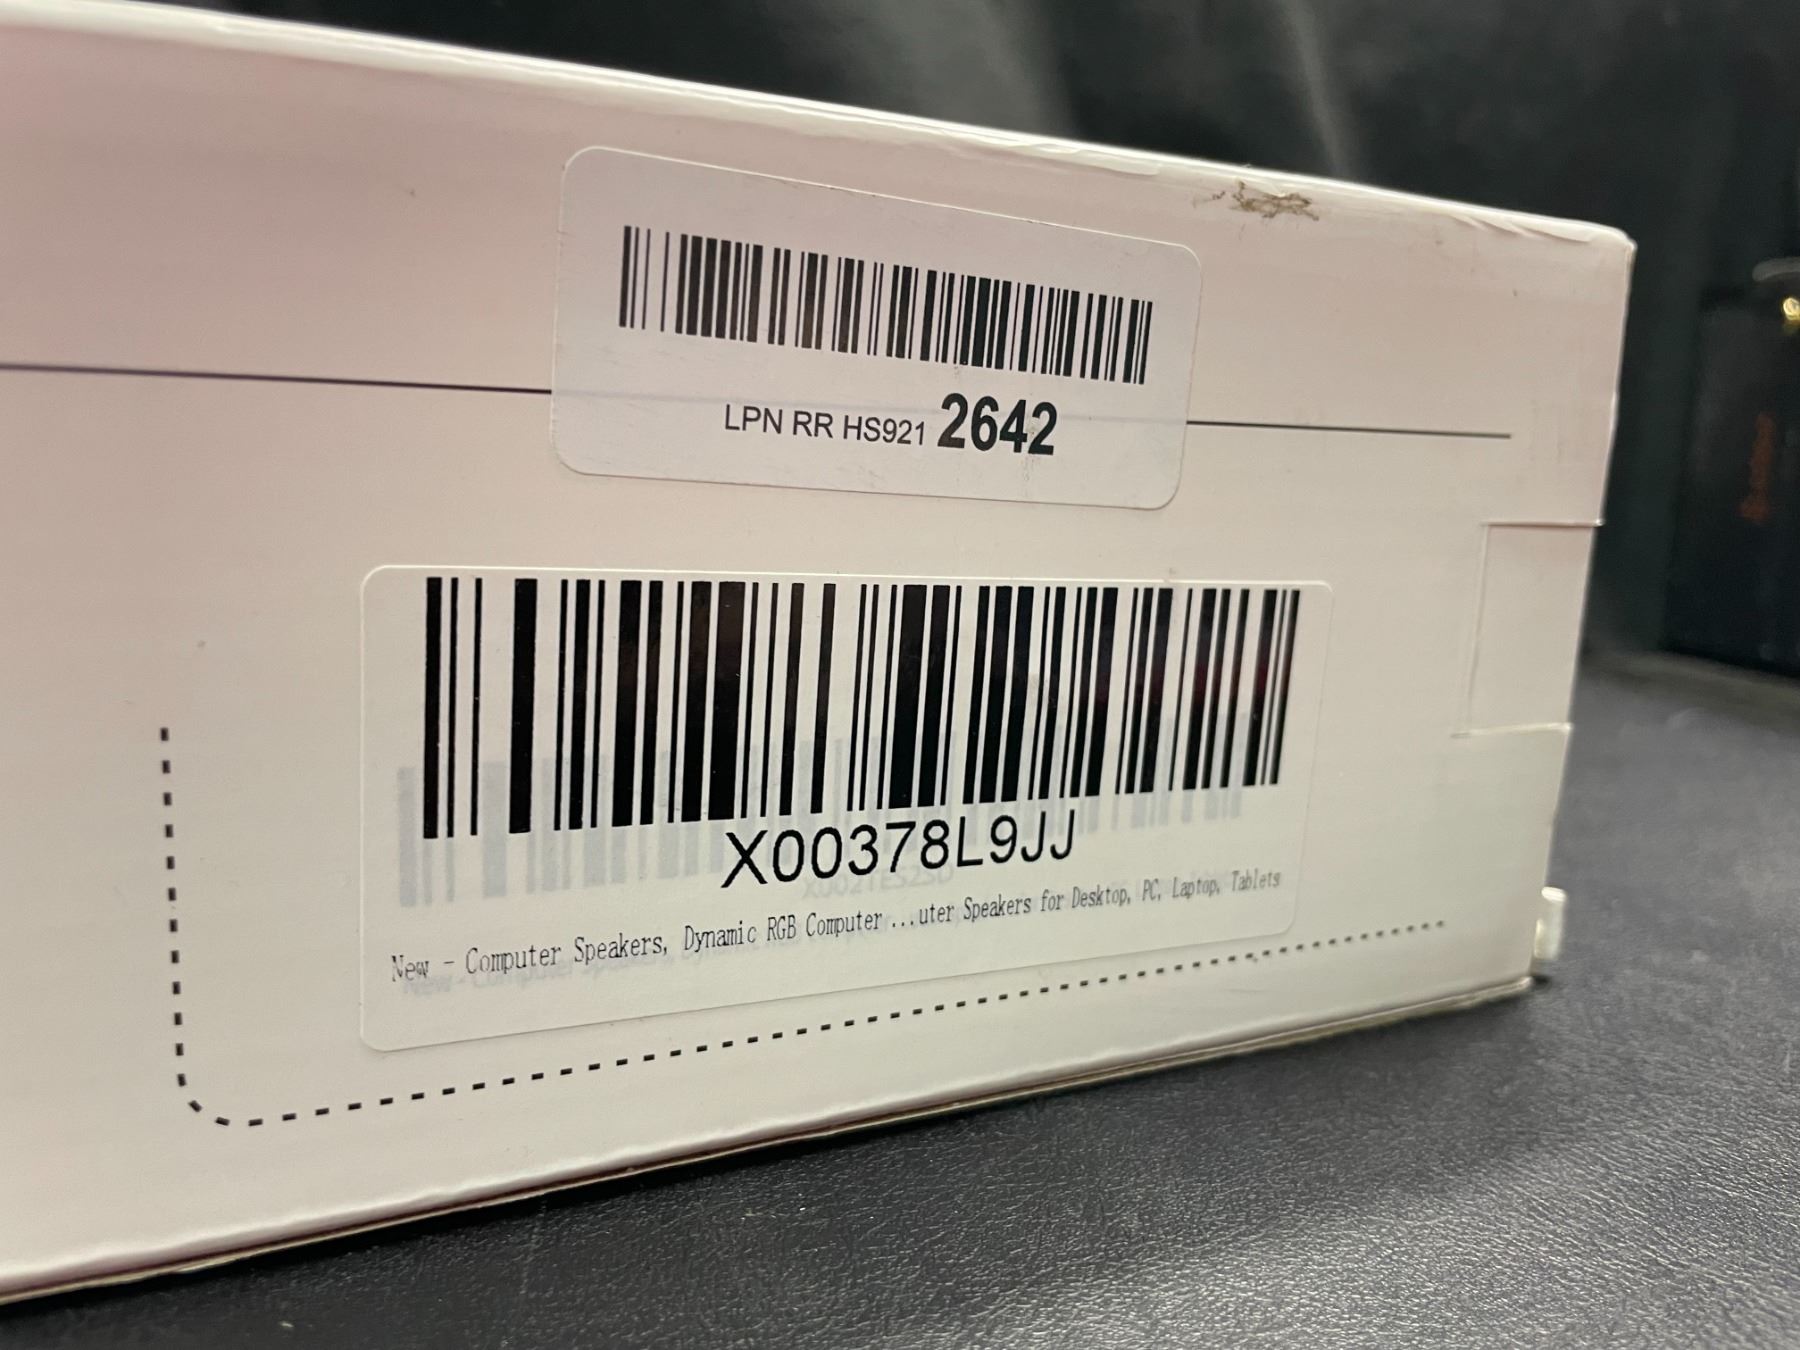 LPN RR HS921 2642
X00378L9JJ
New - Computer Speakers, Dynamic RGB Computer ...uter Speakers for Desktop, PC, Laptop, Tablets